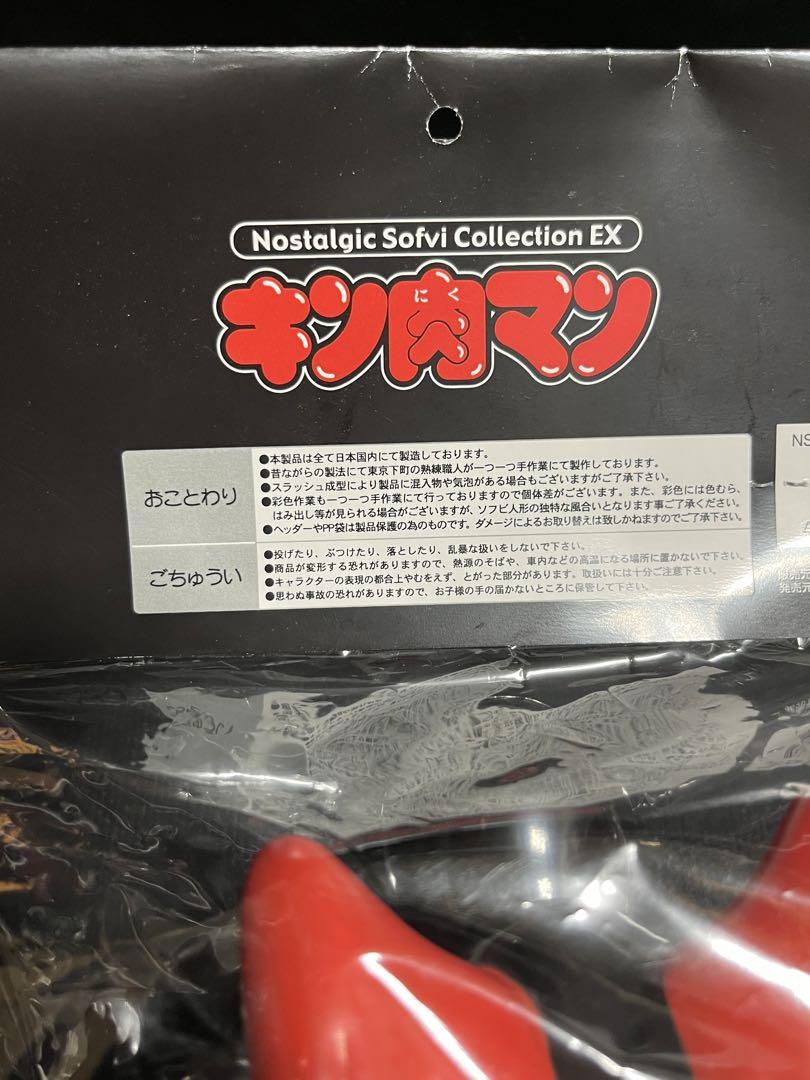 Nostalgic Sofvi Collection EX
キン肉マン
にく
おことわり
●本製品は全て日本国内にて製造しております。
●昔ながらの製法にて東京下町の熟練職人が一つ一つ手作業にて製作しております。
●スラッシュ成型により製品に混入物や気泡がある場合もございますがご了承下さい。
●彩色作業も一つ一つ手作業にて行っておりますので個体差がございます。また、彩色には色むら、
はみ出し等が見られる場合がございますが、ソフビ人形の独特な風合いとなります事ご了承ください。
●ヘッダーやPP袋は製品保護の為のものです。ダメージによるお取り替えは致しかねますのでご了承下さい。
ごちゅうい
●投げたり、ぶつけたり、落としたり、乱暴な扱いをしないで下さい。
●商品が変形する恐れがありますので、熱源のそばや、車内などの高温になる場所に置かないで下さい。
●キャラクターの表現の都合上やむをえず、とがった部分があります。取扱いには十分ご注意下さい。
●思わぬ事故の恐れがありますので、お子様の手の届かないところに保管して下さい。
NS
発売元